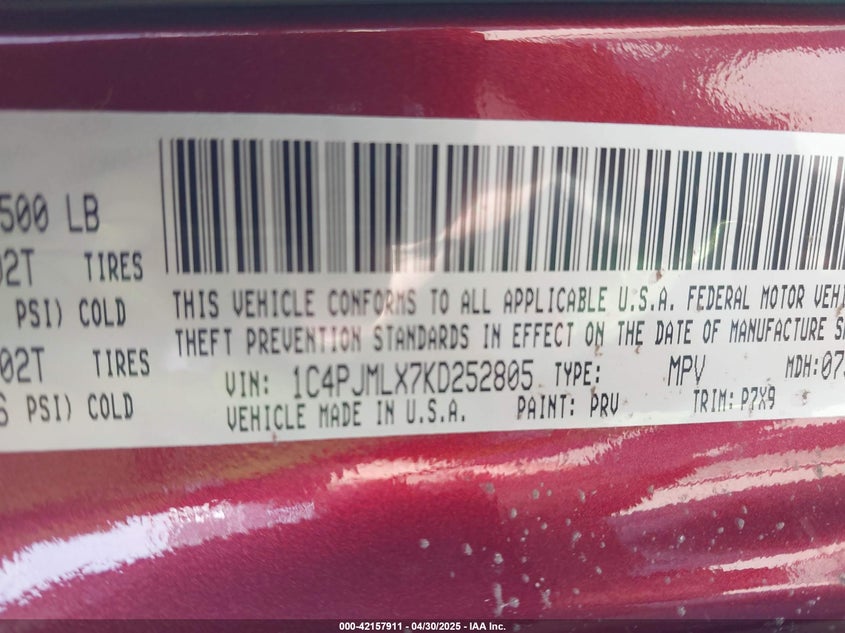 500 LB
02T TIRES
PSI) COLD
02T TIRES
PSI) COLD
THIS VEHICLE CONFORMS TO ALL APPLICABLE U.S.A. FEDERAL MOTOR
THEFT PREVENTION STANDARDS IN EFFECT ON THE DATE OF MANUFACTURE
VIN: 1C4PJMLX7KD252805 TYPE: MPV MDH:
VEHICLE MADE IN U.S.A. PAINT: PRV TRIM: P7X9
000-42157911 | 04/30/2025 - IAA Inc.